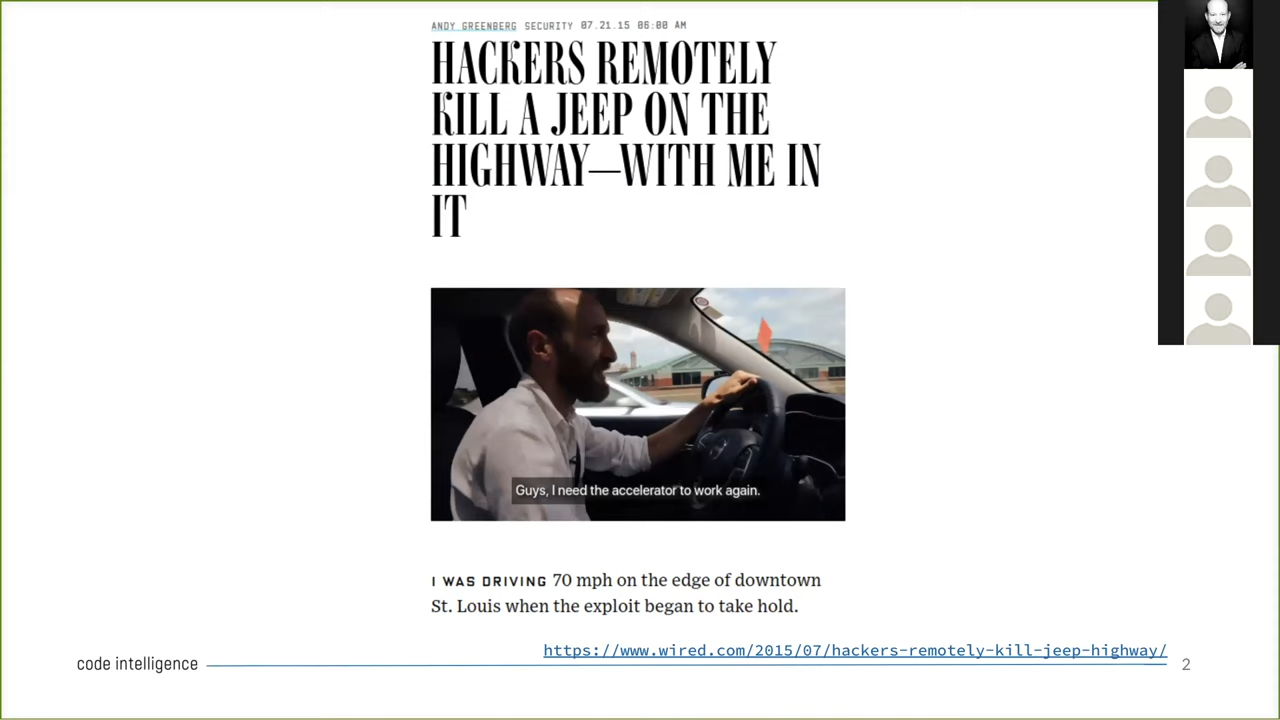 ANDY GREENBERG SECURITY 07.21.15 06:00 AM
HACKERS REMOTELY
KILL A JEEP ON THE
HIGHWAY—WITH ME IN
IT
Guys, I need the accelerator to work again.
I WAS DRIVING 70 mph on the edge of downtown
St. Louis when the exploit began to take hold.
https://www.wired.com/2015/07/hackers-remotely-kill-jeep-highway/
code intelligence
2